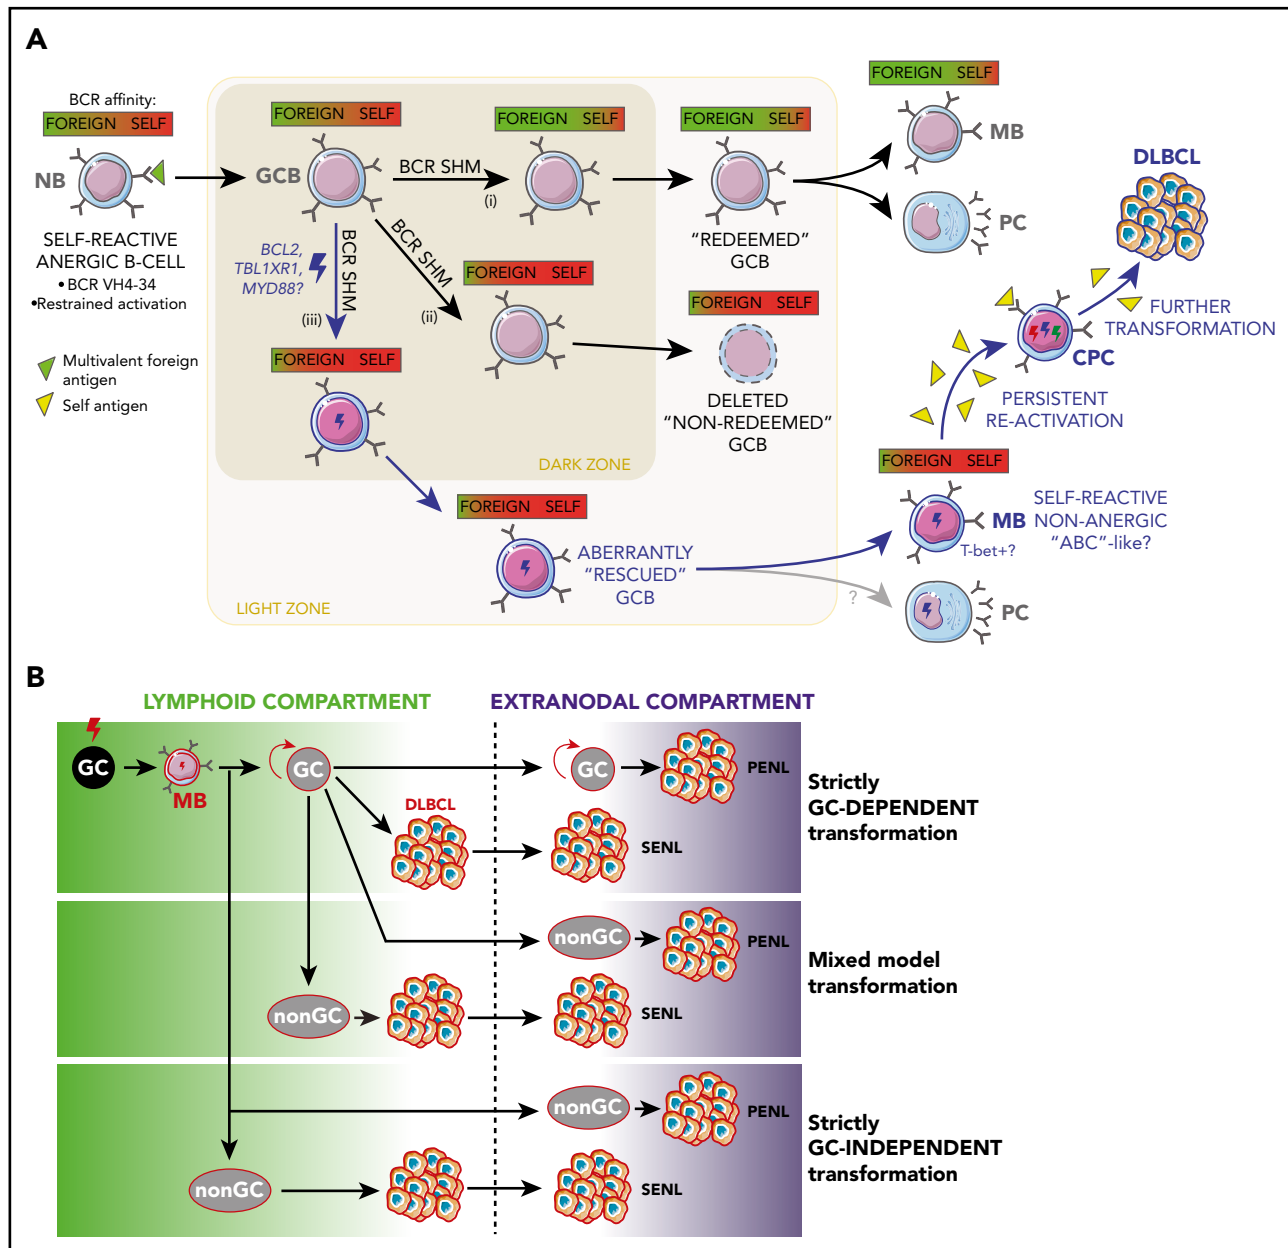 A
BCR affinity:
FOREIGN SELF
NB
SELF-REACTIVE
ANERGIC B-CELL
• BCR VH4-34
•Restrained activation
Multivalent foreign
antigen
Self antigen
FOREIGN SELF
GCB
BCR SHM
(i)
FOREIGN SELF
FOREIGN SELF
"REDEEMED"
GCB
FOREIGN SELF
MB
PC
BCL2,
TBL1XR1,
MYD88?
BCR SHM
(iii)
BCR SHM
(ii)
FOREIGN SELF
FOREIGN SELF
DELETED
"NON-REDEEMED"
GCB
FOREIGN SELF
DARK ZONE
FOREIGN SELF
ABERRANTLY
"RESCUED"
GCB
LIGHT ZONE
DLBCL
FURTHER
TRANSFORMATION
CPC
PERSISTENT
RE-ACTIVATION
FOREIGN SELF
MB
T-bet+?
SELF-REACTIVE
NON-ANERGIC
"ABC"-like?
?
PC
B
LYMPHOID COMPARTMENT
EXTRANODAL COMPARTMENT
GC
MB
GC
GC
PENL
DLBCL
SENL
Strictly
GC-DEPENDENT
transformation
nonGC
PENL
nonGC
SENL
Mixed model
transformation
nonGC
PENL
nonGC
SENL
Strictly
GC-INDEPENDENT
transformation